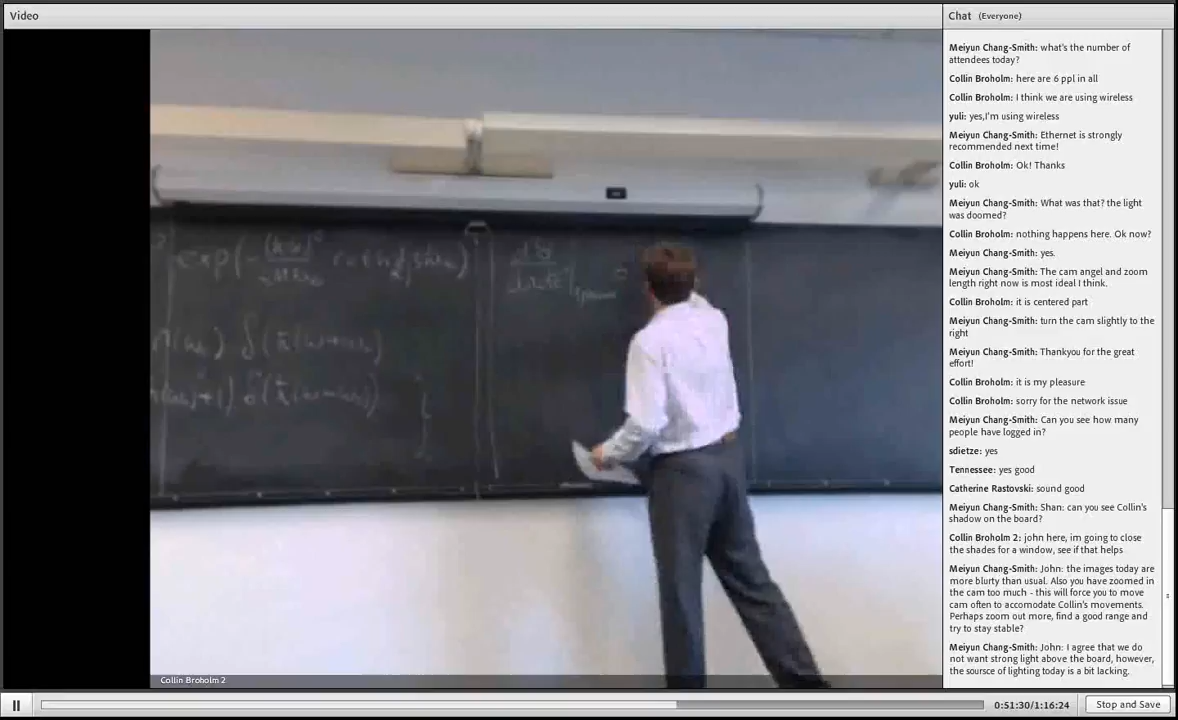 Video
Chat (Everyone)
Meiyun Chang-Smith: what's the number of
attendees today?
Collin Broholm: here are 6 ppl in all
Collin Broholm: I think we are using wireless
yuli: yes,I'm using wireless
Meiyun Chang-Smith: Ethernet is strongly
recommended next time!
Collin Broholm: Ok! Thanks
yuli: ok
Meiyun Chang-Smith: What was that? the light
was doomed?
Collin Broholm: nothing happens here. Ok now?
Meiyun Chang-Smith: yes.
Meiyun Chang-Smith: The cam angel and zoom
length right now is most ideal I think.
Collin Broholm: it is centered part
Meiyun Chang-Smith: turn the cam slightly to the
right
Meiyun Chang-Smith: Thankyou for the great
effort!
Collin Broholm: it is my pleasure
Collin Broholm: sorry for the network issue
Meiyun Chang-Smith: Can you see how many
people have logged in?
sdietze: yes
Tennessee: yes good
Catherine Rastovski: sound good
Meiyun Chang-Smith: Shan: can you see Collin's
shadow on the board?
Collin Broholm 2: john here, im going to close
the shades for a window, see if that helps
Meiyun Chang-Smith: John: the images today are
more blurty than usual. Also you have zoomed in
the cam too much - this will force you to move
cam often to accomodate Collin's movements.
Perhaps zoom out more, find a good range and
try to stay stable?
Meiyun Chang-Smith: John: I agree that we do
not want strong light above the board, however,
the soursce of lighting today is a bit lacking.
exp(-
Collin Broholm 2
0:51:30/1:16:24
Stop and Save